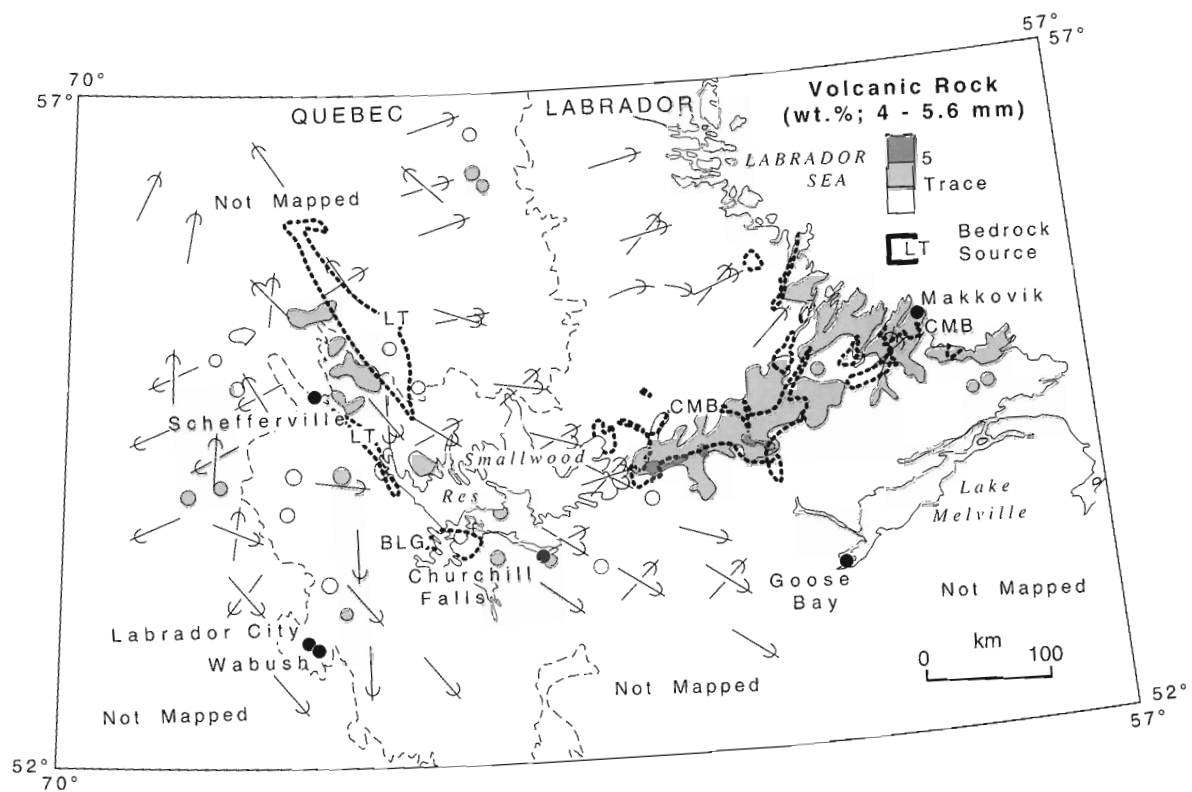 57°
57°
70°
57°
QUEBEC
LABRADOR
Volcanic Rock
(wt.%; 4 - 5.6 mm)
LABRADOR
SEA
5
Trace
Not Mapped
LT
Bedrock
Source
Makkovik
LT
CMB
CMB
Schefferville
LT
Smallwood
Res
Lake
Melville
BLG
Churchill
Falls
Goose
Bay
Not Mapped
Labrador City
Wabush
km
0
100
Not Mapped
Not Mapped
52°
57°
52°
70°